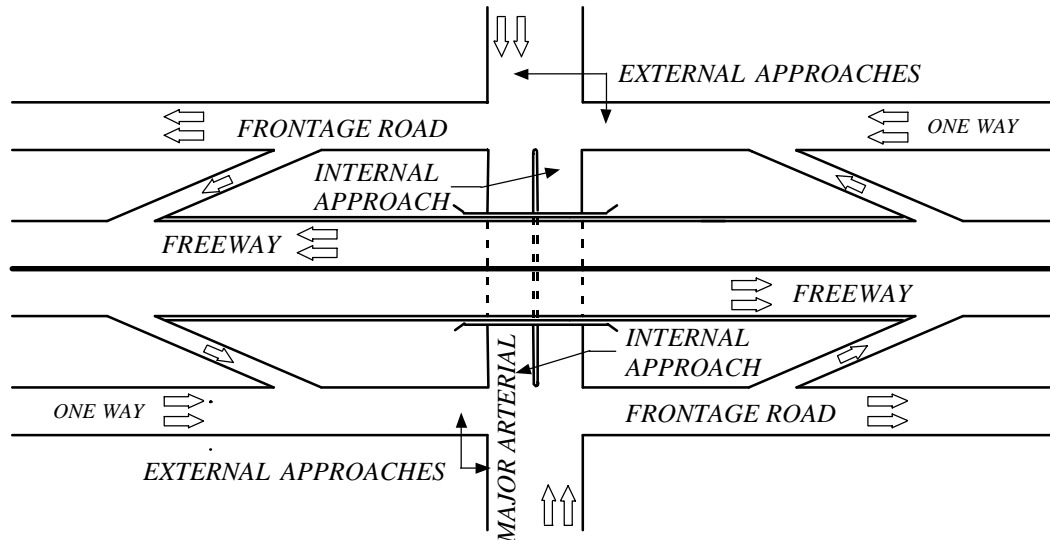 EXTERNAL APPROACHES
FRONTAGE ROAD
ONE WAY
INTERNAL
APPROACH
FREEWAY
FREEWAY
INTERNAL
APPROACH
ONE WAY
FRONTAGE ROAD
MAJOR ARTERIAL
EXTERNAL APPROACHES